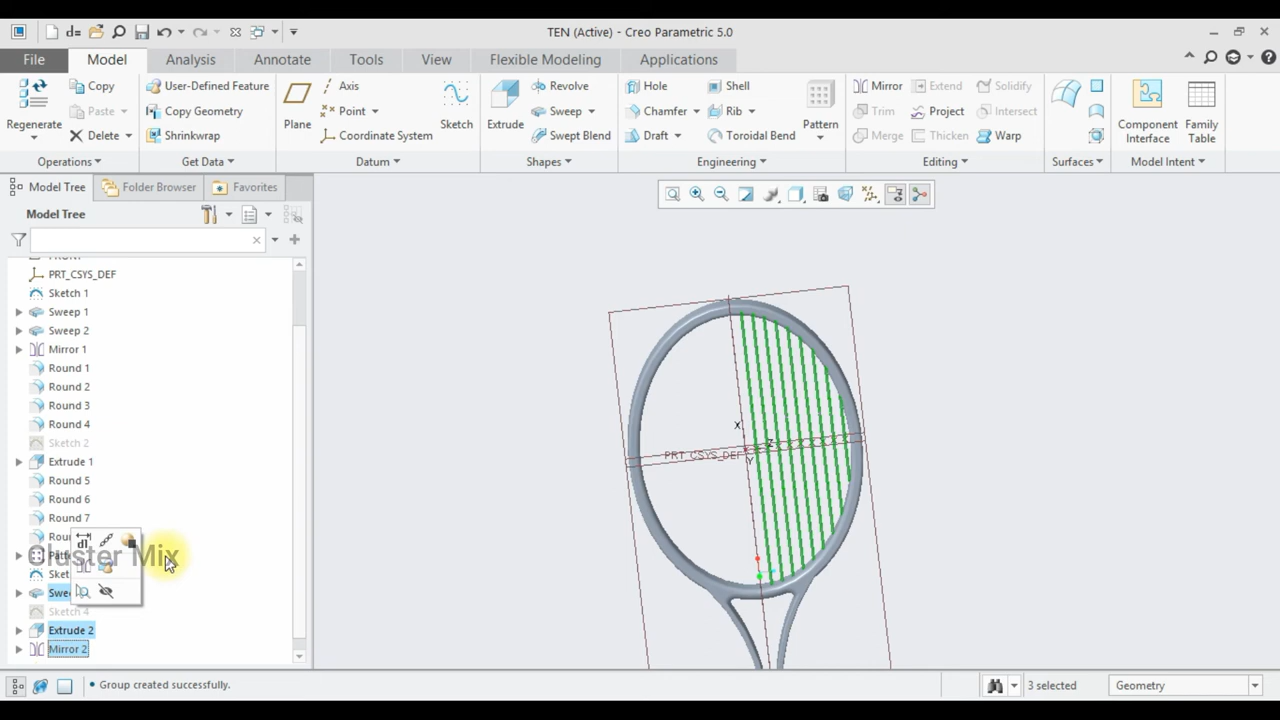 TEN (Active) - Creo Parametric 5.0
File Model Analysis Annotate Tools View Flexible Modeling Applications
Regenerate
Copy
Paste
Delete
Operations
User-Defined Feature
Copy Geometry
Shrinkwrap
Get Data
Plane
Axis
Point
Coordinate System
Sketch
Datum
Extrude
Revolve
Sweep
Swept Blend
Shapes
Hole
Chamfer
Draft
Shell
Rib
Toroidal Bend
Pattern
Engineering
Mirror
Extend
Solidify
Trim
Project
Intersect
Merge
Thicken
Warp
Editing
Surfaces
Component Interface
Family Table
Model Intent
Model Tree Folder Browser Favorites
Model Tree
PRT_CSYS_DEF
Sketch 1
Sweep 1
Sweep 2
Mirror 1
Round 1
Round 2
Round 3
Round 4
Sketch 2
Extrude 1
Round 5
Round 6
Round 7
Cluster Mix
Sketch 4
Extrude 2
Mirror 2
X
Z
PRT_CSYS_DEF
Y
Group created successfully.
3 selected
Geometry